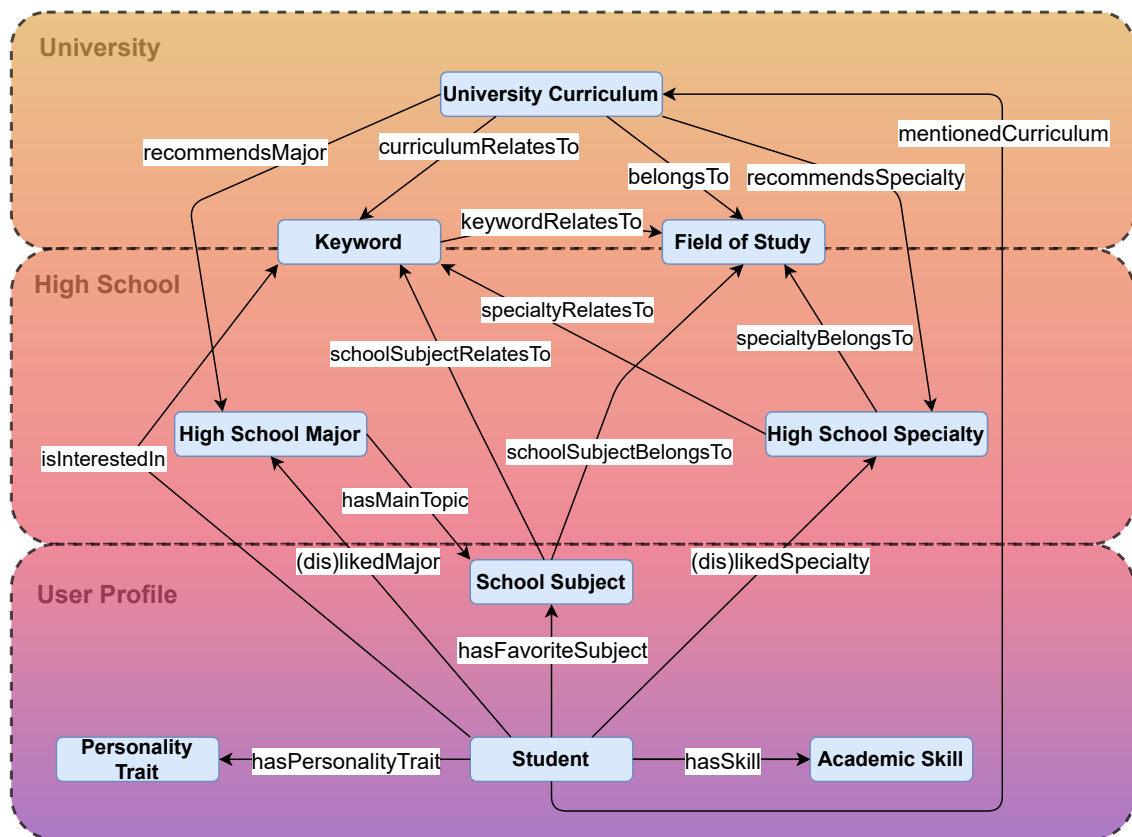 University
University Curriculum
mentionedCurriculum
recommendsMajor
curriculumRelatesTo
belongsTo
recommendsSpecialty
keywordRelatesTo
Keyword
Field of Study
High School
specialtyRelatesTo
specialtyBelongsTo
schoolSubjectRelatesTo
High School Major
High School Specialty
isInterestedIn
schoolSubjectBelongsTo
hasMainTopic
(dis)likedMajor
(dis)likedSpecialty
School Subject
User Profile
hasFavoriteSubject
Personality
Trait
hasPersonalityTrait
Student
hasSkill
Academic Skill